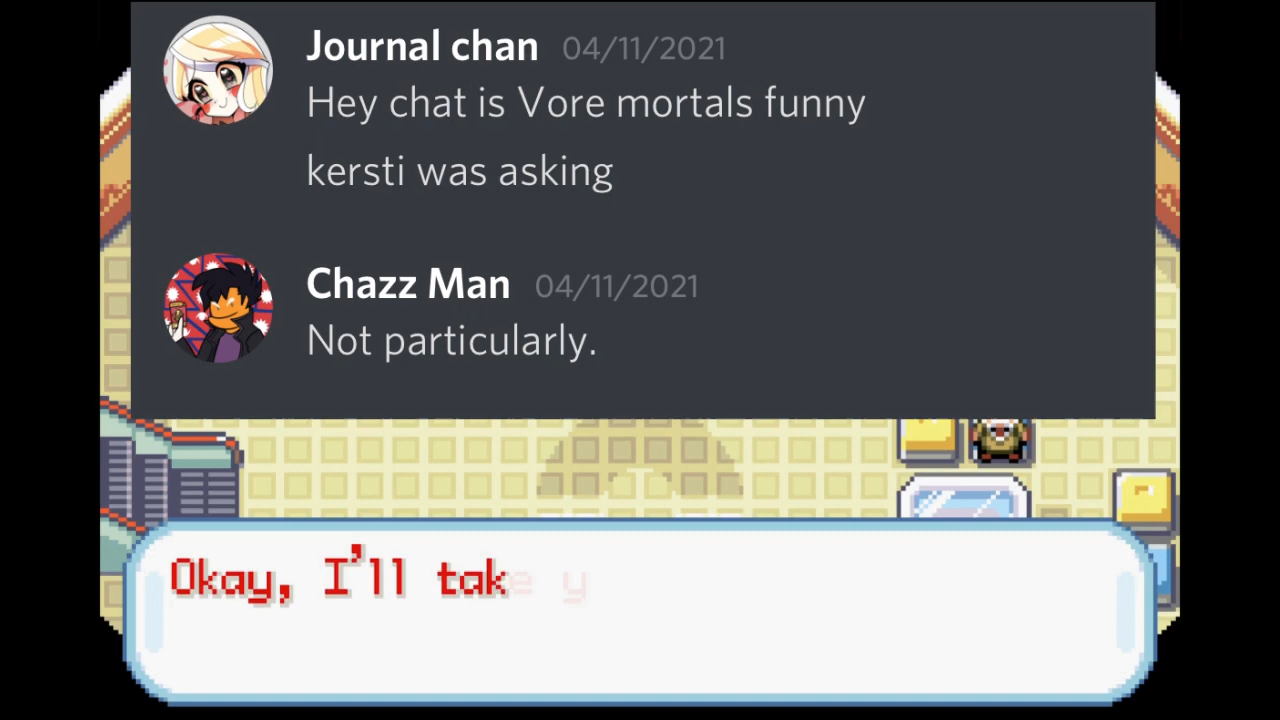 Journal chan 04/11/2021
Hey chat is Vore mortals funny
kersti was asking
Chazz Man 04/11/2021
Not particularly.
Okay, I'll take y